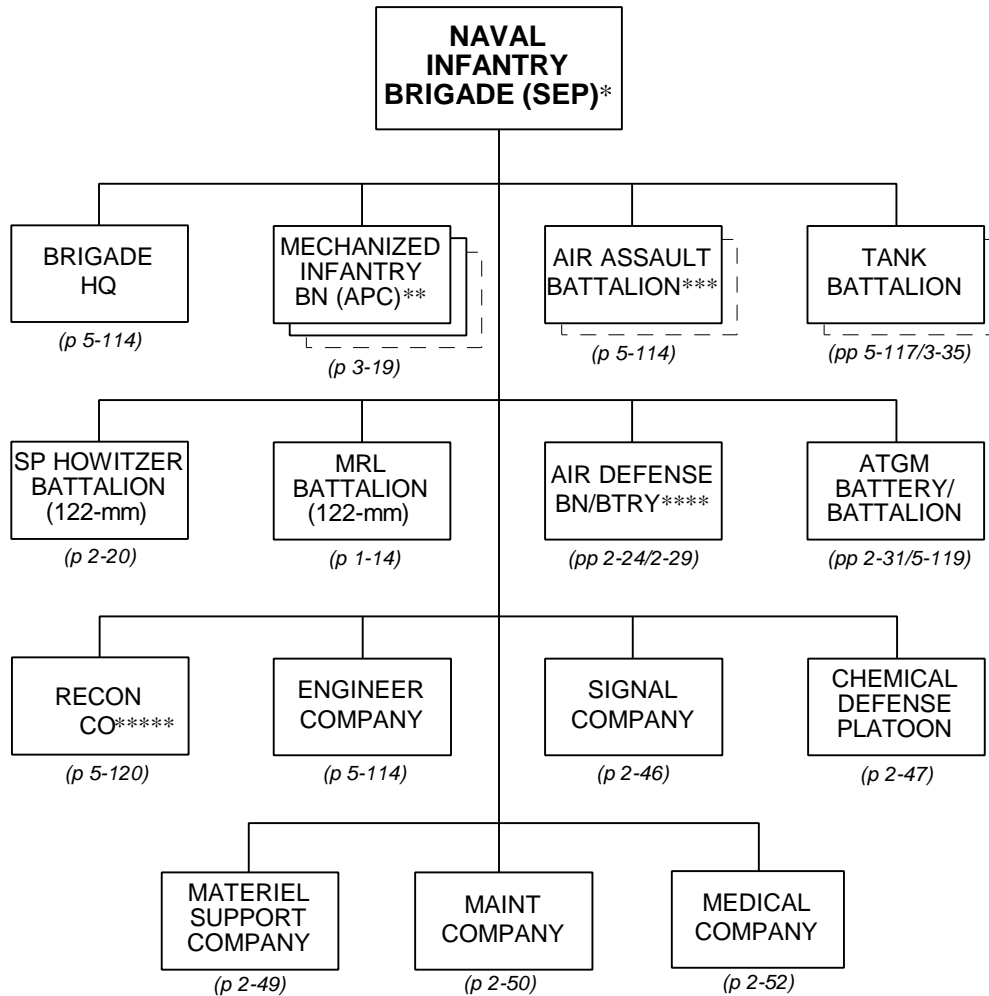 NAVAL
INFANTRY
BRIGADE (SEP)*
BRIGADE
HQ
(p 5-114)
MECHANIZED
INFANTRY
BN (APC)**
(p 3-19)
AIR ASSAULT
BATTALION***
(p 5-114)
TANK
BATTALION
(pp 5-117/3-35)
SP HOWITZER
BATTALION
(122-mm)
(p 2-20)
MRL
BATTALION
(122-mm)
(p 1-14)
AIR DEFENSE
BN/BTRY****
(pp 2-24/2-29)
ATGM
BATTERY/
BATTALION
(pp 2-31/5-119)
RECON
CO*****
(p 5-120)
ENGINEER
COMPANY
(p 5-114)
SIGNAL
COMPANY
(p 2-46)
CHEMICAL
DEFENSE
PLATOON
(p 2-47)
MATERIEL
SUPPORT
COMPANY
(p 2-49)
MAINT
COMPANY
(p 2-50)
MEDICAL
COMPANY
(p 2-52)